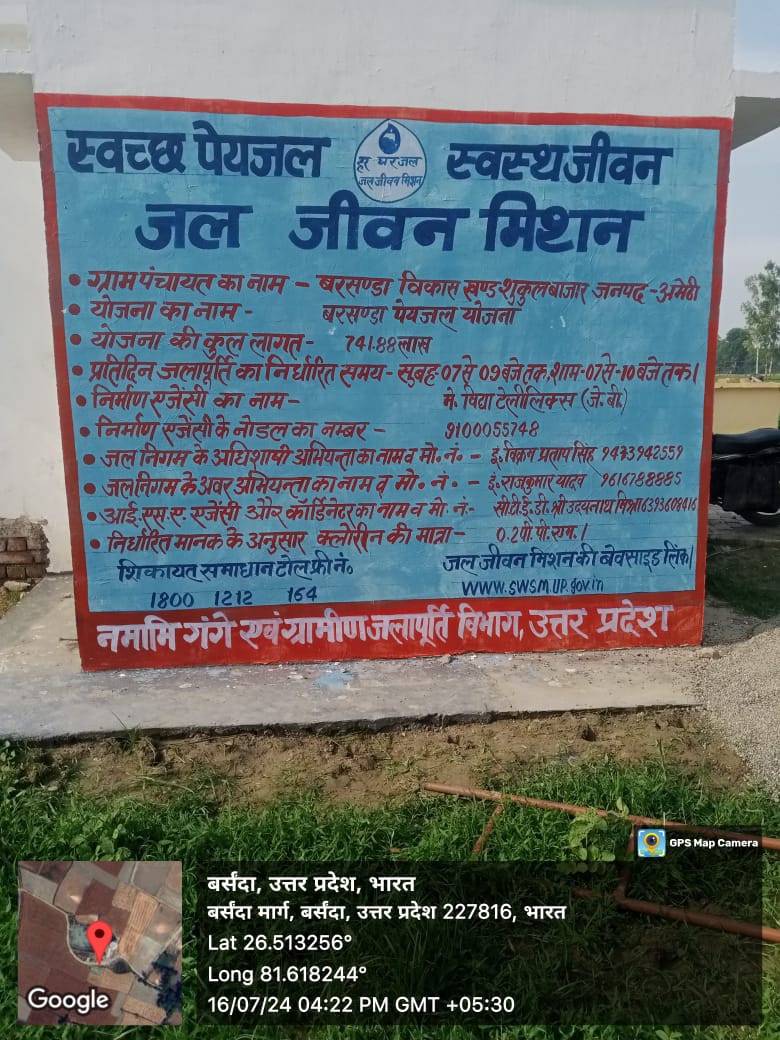 स्वच्छ पेयजल
हर घर जल
जल जीवन मिशन
स्वस्थ जीवन
जल जीवन मिशन
• ग्राम पंचायत का नाम - बरसण्डा विकास खण्ड-शुकुलबाजार जनपद-अमेठी
• योजना का नाम - बरसण्डा पेयजल योजना
• योजना की कुल लागत- 741.88 लाख
• प्रतिदिन जलापूर्ति का निर्धारित समय- सुबह 07 से 09 बजे तक, शाम-07 से-10 बजे तक।
• निर्माण एजेंसी का नाम - मे. विद्या टेलीलिंक्स (जे.बी.)
• निर्माण एजेंसी के नोडल का नम्बर - 9100055748
• जल निगम के अधिशाषी अभियन्ता का नाम व मो. नं. - इं. विक्रम प्रताप सिंह 9473942559
• जल निगम के अवर अभियन्ता का नाम व मो. नं. - इं. राजकुमार यादव 9616788885
• आई.एस.ए. एजेंसी और कॉर्डिनेटर का नाम व मो. नं.- सी.टी.ई.डी. श्री उदयनाथ मिश्रा 6393608416
• निर्धारित मानक के अनुसार क्लोरीन की मात्रा - 0.2 पी.पी.एम.।
शिकायत समाधान टोल फ्री नं. जल जीवन मिशन की बेवसाइड लिंक।
1800 1212 164 www.swsm.up.gov.in
नमामि गंगे एवं ग्रामीण जलापूर्ति विभाग, उत्तर प्रदेश
GPS Map Camera
बर्संदा, उत्तर प्रदेश, भारत
बर्संदा मार्ग, बर्संदा, उत्तर प्रदेश 227816, भारत
Lat 26.513256°
Long 81.618244°
16/07/24 04:22 PM GMT +05:30
Google